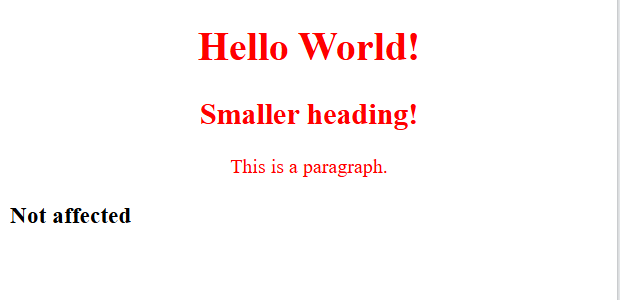 Hello World!
Smaller heading!
This is a paragraph.
Not affected